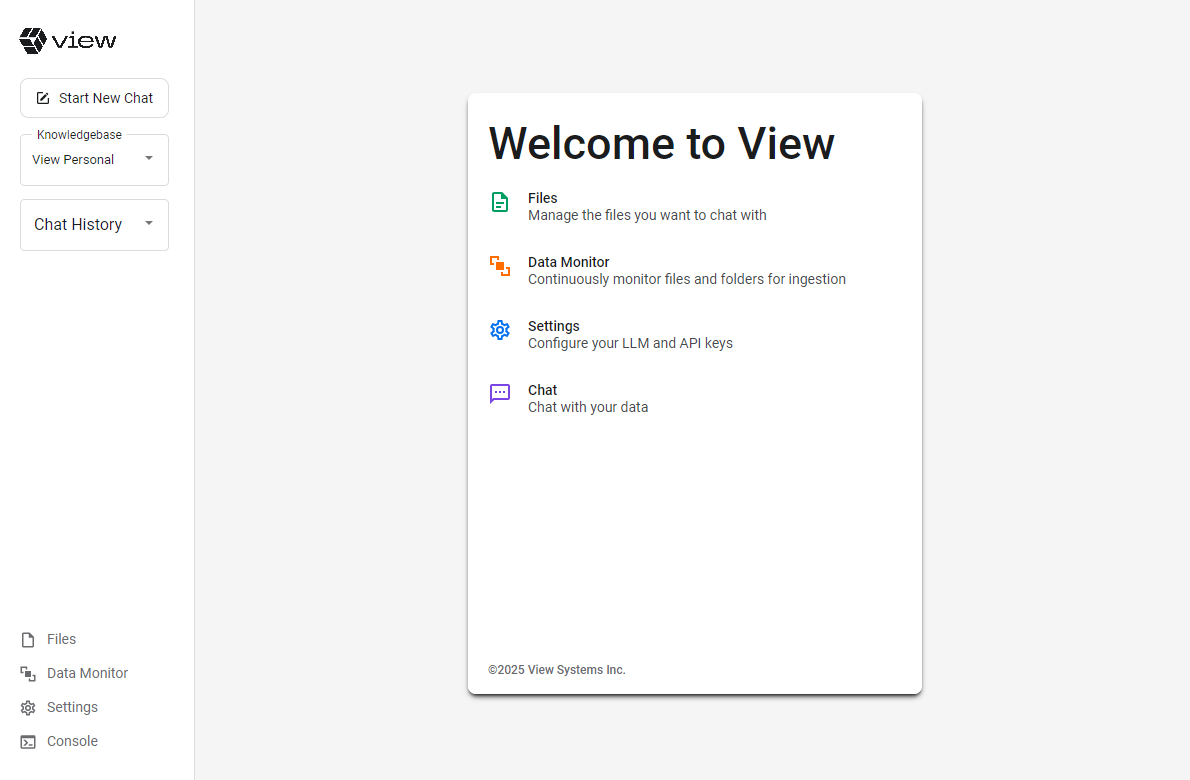 view
Start New Chat
Knowledgebase
View Personal
Chat History
Files
Data Monitor
Settings
Console
Welcome to View
Files
Manage the files you want to chat with
Data Monitor
Continuously monitor files and folders for ingestion
Settings
Configure your LLM and API keys
Chat
Chat with your data
©2025 View Systems Inc.